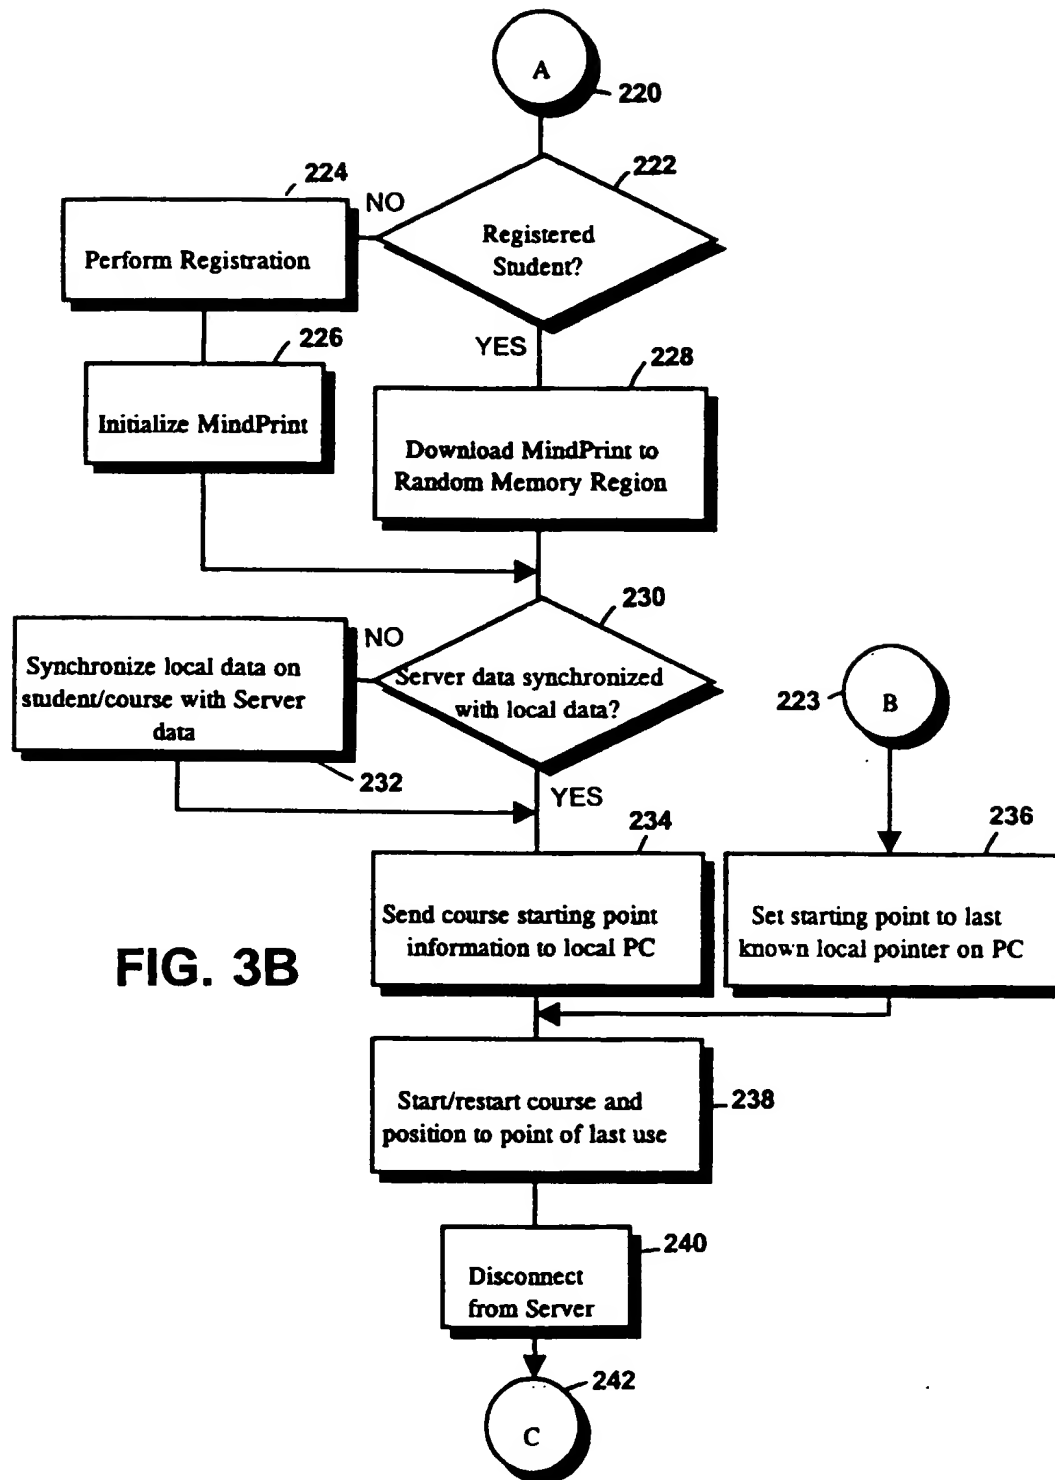 A
220
222
224
NO
Registered
Student?
Perform Registration
226
YES
228
Initialize MindPrint
Download MindPrint to
Random Memory Region
230
NO
Synchronize local data on
student/course with Server
data
Server data synchronized
with local data?
223
B
232
YES
234
236
Send course starting point
information to local PC
Set starting point to last
known local pointer on PC
FIG. 3B
Start/restart course and
position to point of last use
238
240
Disconnect
from Server
242
C